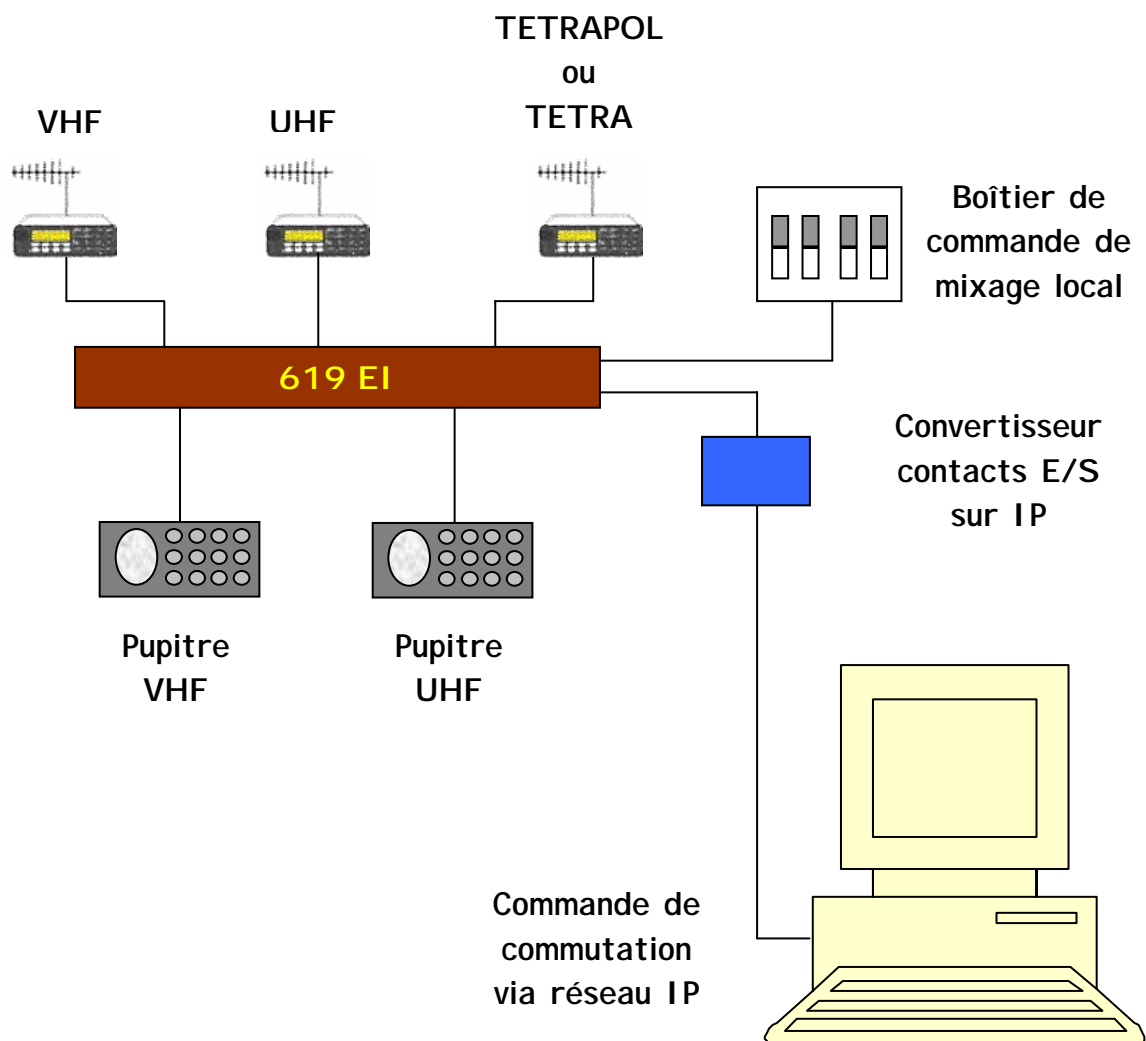 TETRAPOL
ou
TETRA
VHF
UHF
Boîtier de
commande de
mixage local
619 EI
Convertisseur
contacts E/S
sur IP
Pupitre
VHF
Pupitre
UHF
Commande de
commutation
via réseau IP